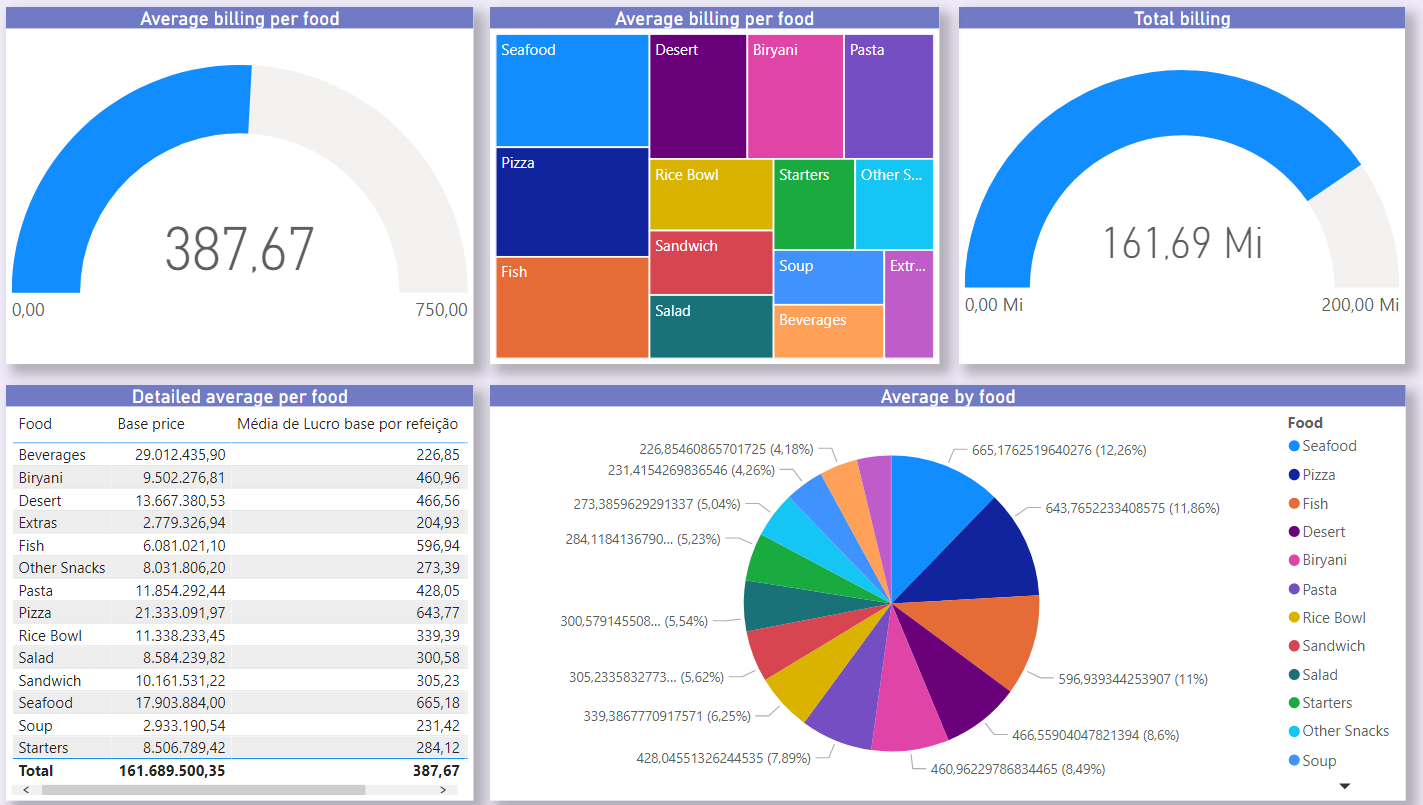 Average billing per food
387,67
0,00
750,00
Average billing per food
Seafood
Desert
Biryani
Pasta
Pizza
Rice Bowl
Starters
Other S...
Sandwich
Fish
Soup
Extr...
Salad
Beverages
Total billing
161,69 Mi
0,00 Mi
200,00 Mi
Detailed average per food
Food Base price Média de Lucro base por refeição
Beverages 29.012.435,90 226,85
Biryani 9.502.276,81 460,96
Desert 13.667.380,53 466,56
Extras 2.779.326,94 204,93
Fish 6.081.021,10 596,94
Other Snacks 8.031.806,20 273,39
Pasta 11.854.292,44 428,05
Pizza 21.333.091,97 643,77
Rice Bowl 11.338.233,45 339,39
Salad 8.584.239,82 300,58
Sandwich 10.161.531,22 305,23
Seafood 17.903.884,00 665,18
Soup 2.933.190,54 231,42
Starters 8.506.789,42 284,12
Total 161.689.500,35 387,67
Average by food
665,1762519640276 (12,26%)
643,7652233408575 (11,86%)
596,939344253907 (11%)
466,55904047821394 (8,6%)
460,96229786834465 (8,49%)
428,04551326244535 (7,89%)
339,3867770917571 (6,25%)
305,2335832773... (5,62%)
300,579145508... (5,54%)
284,1184136790... (5,23%)
273,3859629291337 (5,04%)
231,4154269836546 (4,26%)
226,85460865701725 (4,18%)
Food
Seafood
Pizza
Fish
Desert
Biryani
Pasta
Rice Bowl
Sandwich
Salad
Starters
Other Snacks
Soup